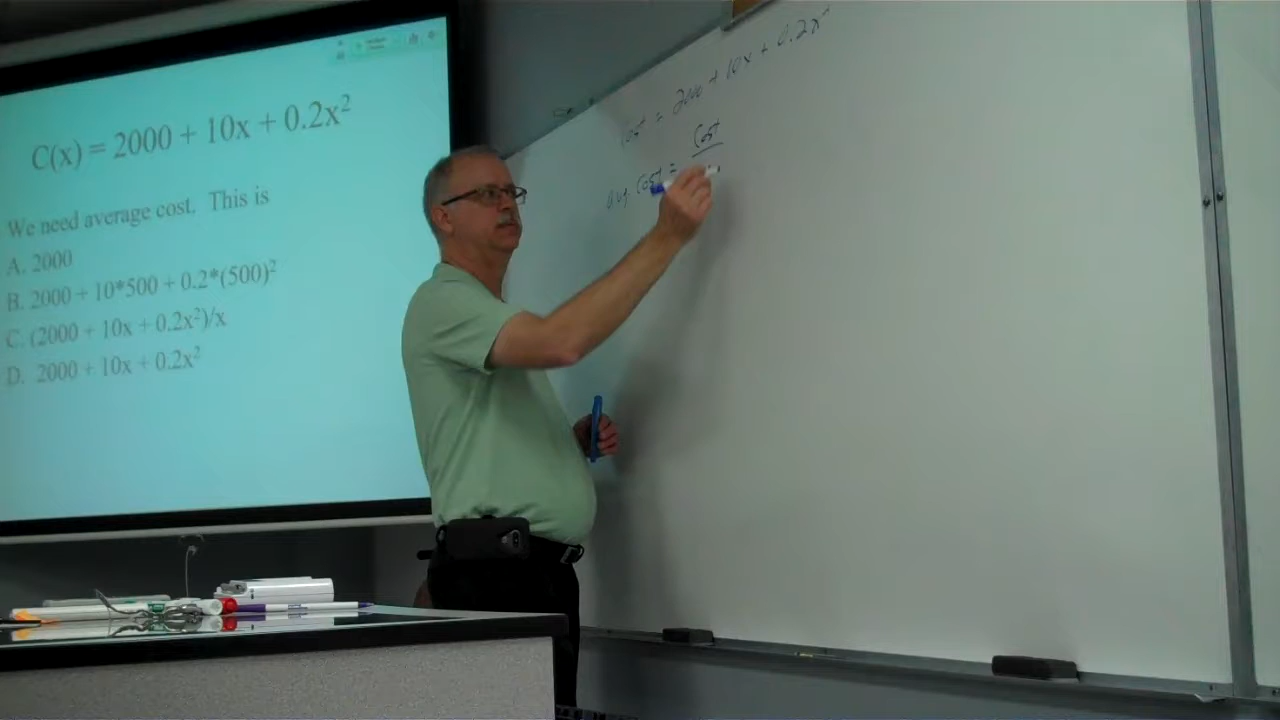 C(x) = 2000 + 10x + 0.2x²
We need average cost. This is
A. 2000
B. 2000 + 10*500 + 0.2*(500)²
C. (2000 + 10x + 0.2x²)/x
D. 2000 + 10x + 0.2x²
Cost = 2000 + 10x + 0.2x²
avg Cost = Cost